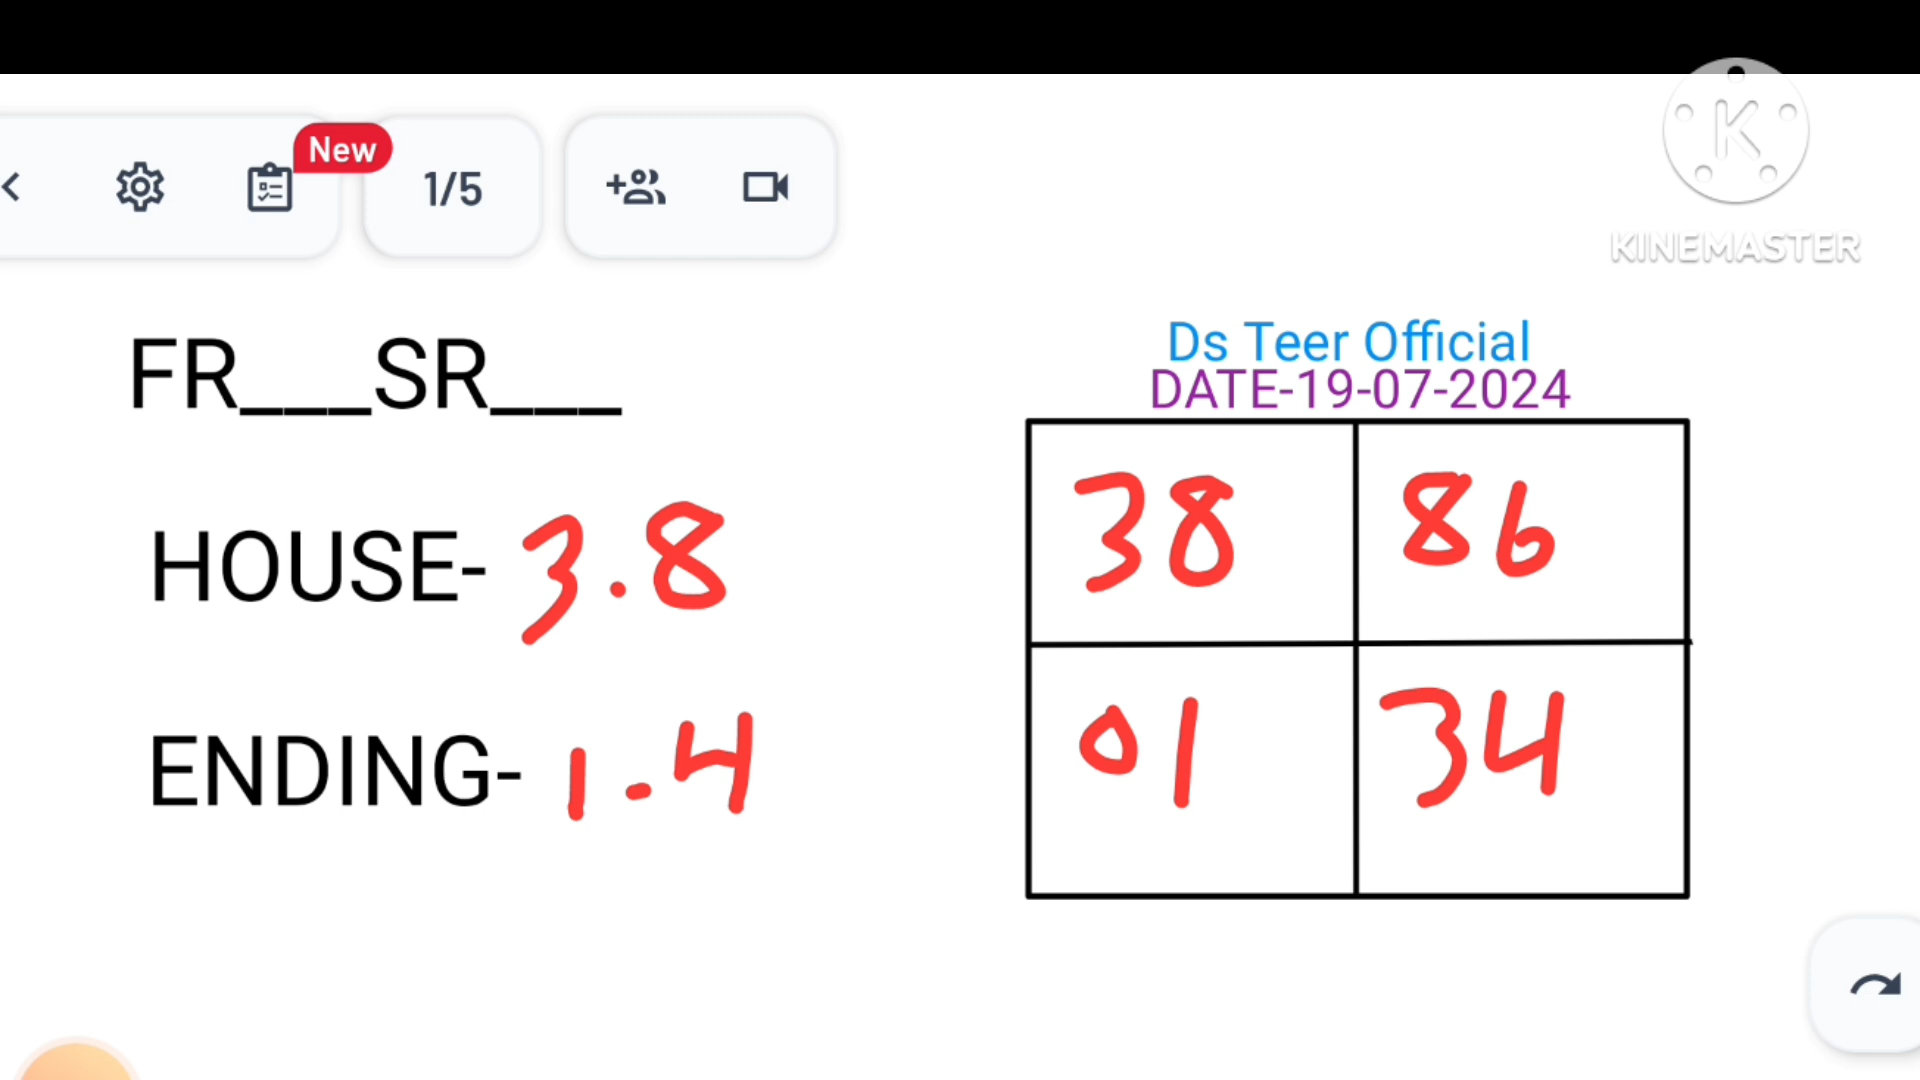 New
1/5
K
KINEMASTER
FR___SR___
HOUSE- 3.8
ENDING- 1.4
Ds Teer Official
DATE-19-07-2024
38 86
01 34